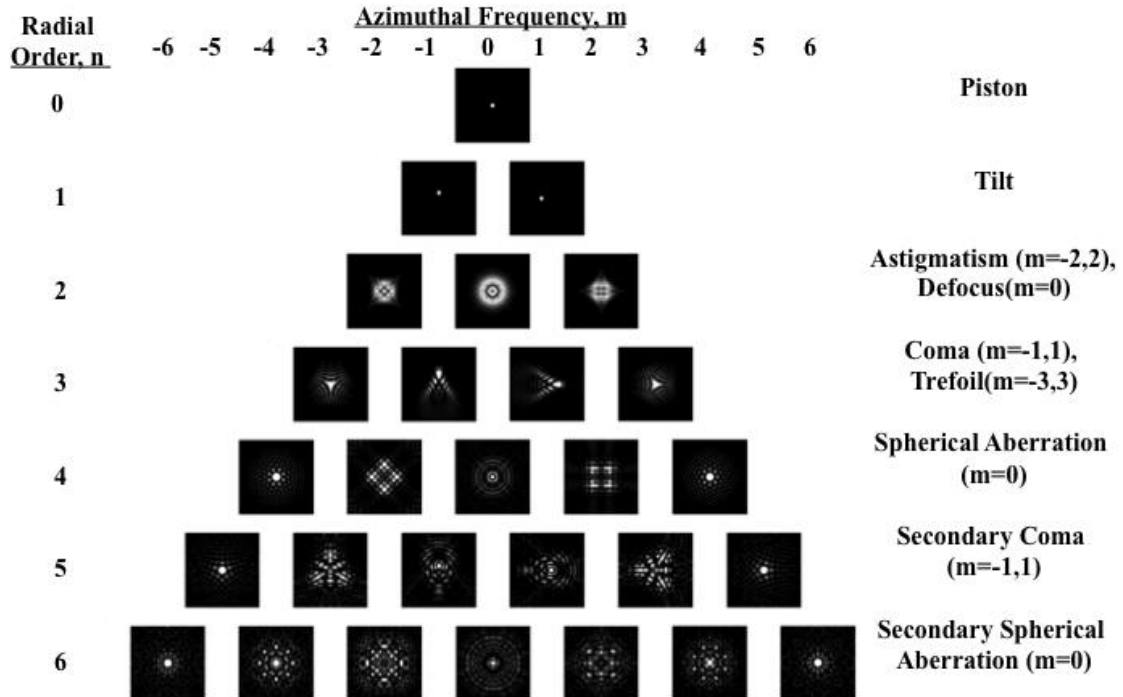 Azimuthal Frequency, m
Radial
Order, n
-6 -5 -4 -3 -2 -1 0 1 2 3 4 5 6
0
Piston
1
Tilt
2
Astigmatism (m=-2,2),
Defocus(m=0)
3
Coma (m=-1,1),
Trefoil(m=-3,3)
4
Spherical Aberration
(m=0)
5
Secondary Coma
(m=-1,1)
6
Secondary Spherical
Aberration (m=0)